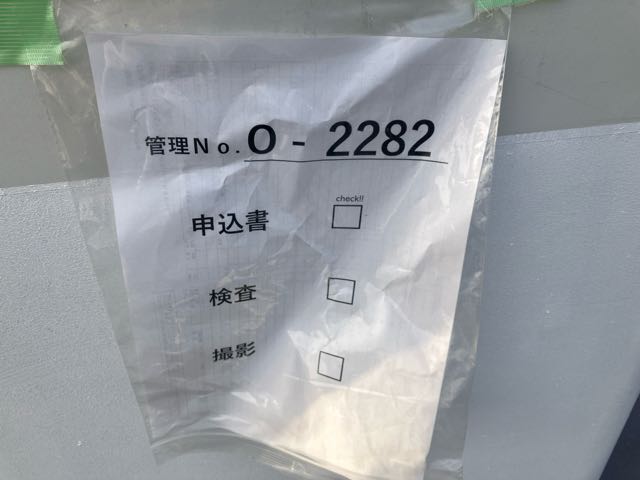 管理No. O - 2282
check!!
申込書 □
検査 □
撮影 □